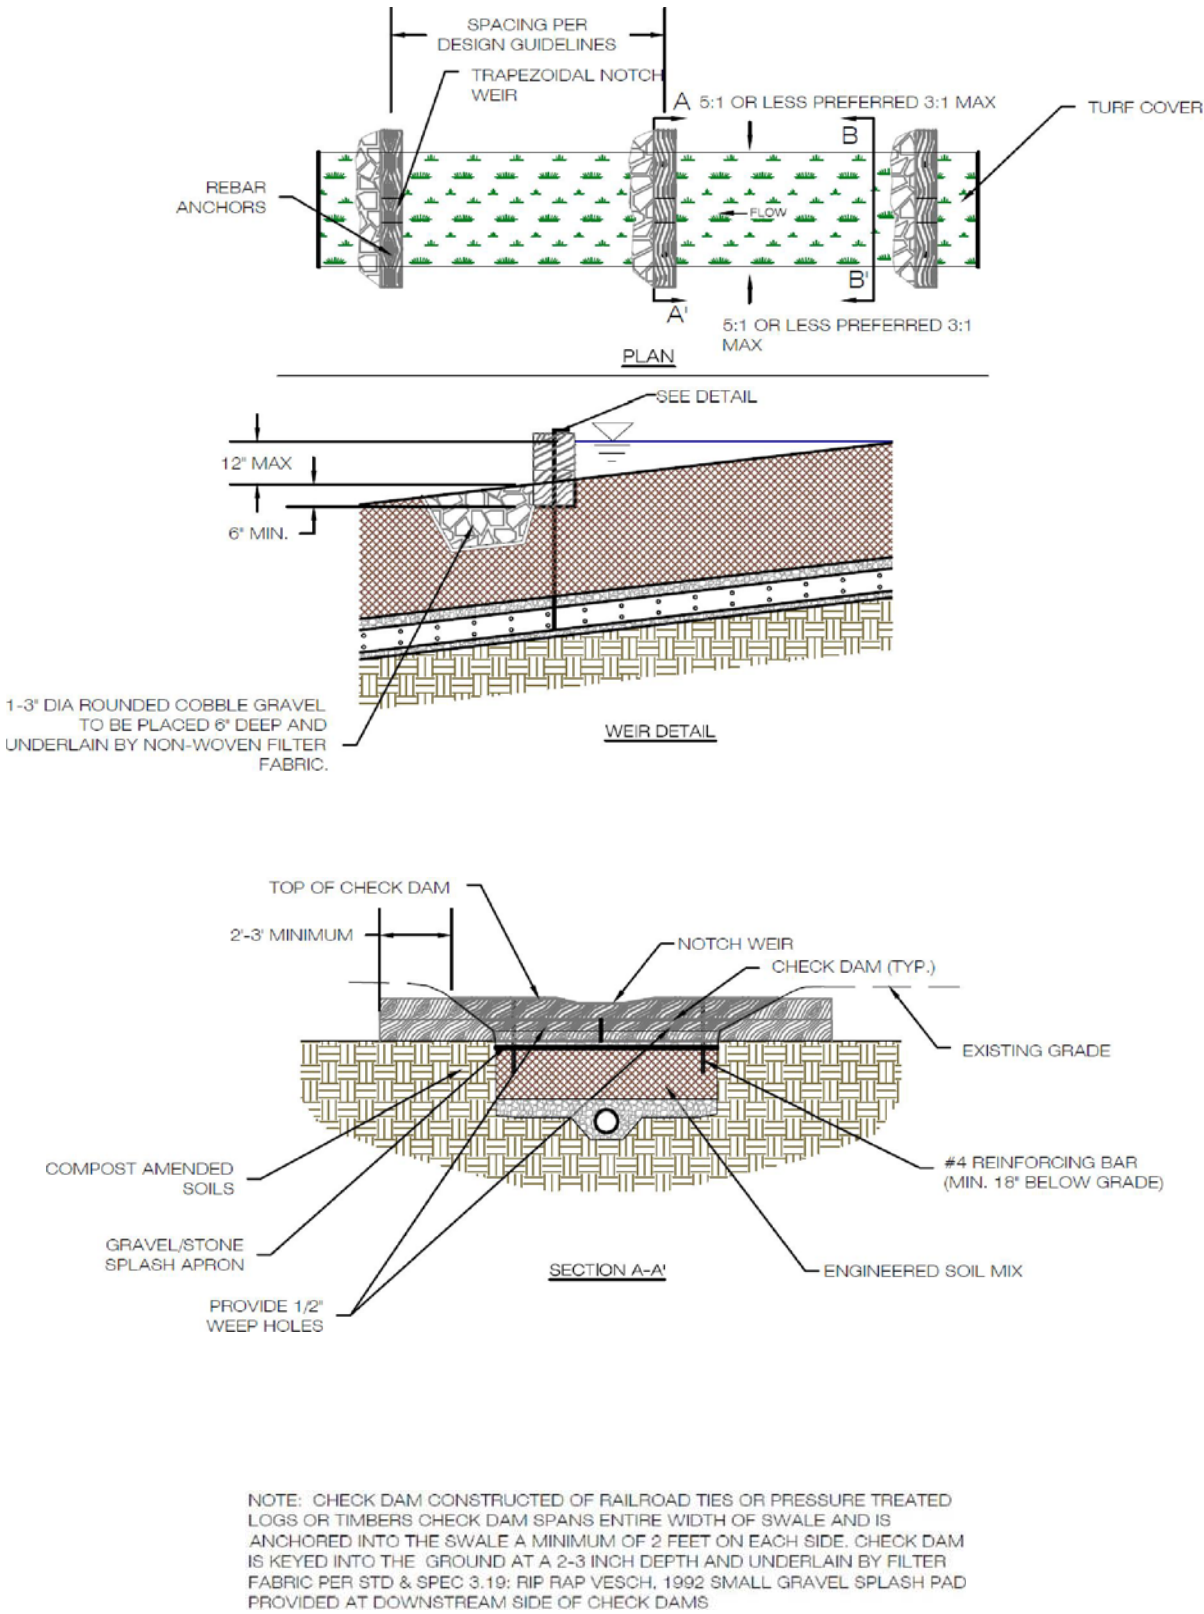 SPACING PER
DESIGN GUIDELINES
TRAPEZOIDAL NOTCH
WEIR
A
5:1 OR LESS PREFERRED 3:1 MAX
TURF COVER
B
REBAR
ANCHORS
FLOW
B'
A'
5:1 OR LESS PREFERRED 3:1
MAX
PLAN
SEE DETAIL
12" MAX
6" MIN.
1-3" DIA ROUNDED COBBLE GRAVEL
TO BE PLACED 6" DEEP AND
UNDERLAIN BY NON-WOVEN FILTER
FABRIC.
WEIR DETAIL
TOP OF CHECK DAM
2'-3' MINIMUM
NOTCH WEIR
CHECK DAM (TYP.)
EXISTING GRADE
COMPOST AMENDED
SOILS
#4 REINFORCING BAR
(MIN. 18" BELOW GRADE)
GRAVEL/STONE
SPLASH APRON
SECTION A-A'
ENGINEERED SOIL MIX
PROVIDE 1/2"
WEEP HOLES
NOTE: CHECK DAM CONSTRUCTED OF RAILROAD TIES OR PRESSURE TREATED
LOGS OR TIMBERS CHECK DAM SPANS ENTIRE WIDTH OF SWALE AND IS
ANCHORED INTO THE SWALE A MINIMUM OF 2 FEET ON EACH SIDE. CHECK DAM
IS KEYED INTO THE GROUND AT A 2-3 INCH DEPTH AND UNDERLAIN BY FILTER
FABRIC PER STD & SPEC 3.19: RIP RAP VESCH, 1992 SMALL GRAVEL SPLASH PAD
PROVIDED AT DOWNSTREAM SIDE OF CHECK DAMS